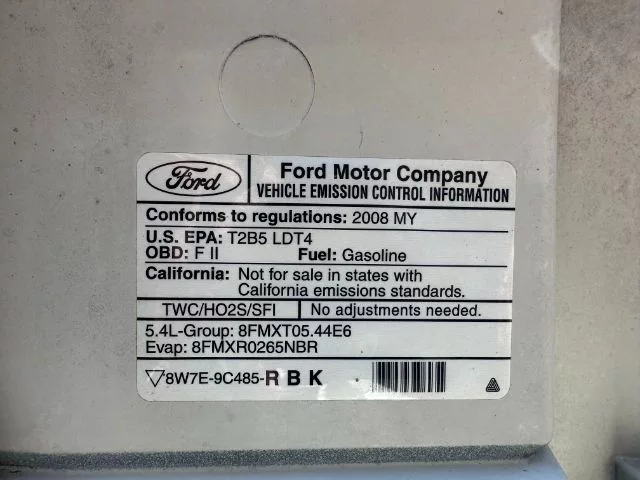 Ford
Ford Motor Company
VEHICLE EMISSION CONTROL INFORMATION
Conforms to regulations: 2008 MY
U.S. EPA: T2B5 LDT4
OBD: F II Fuel: Gasoline
California: Not for sale in states with
California emissions standards.
TWC/HO2S/SFI No adjustments needed.
5.4L-Group: 8FMXT05.44E6
Evap: 8FMXR0265NBR
8W7E-9C485-R B K